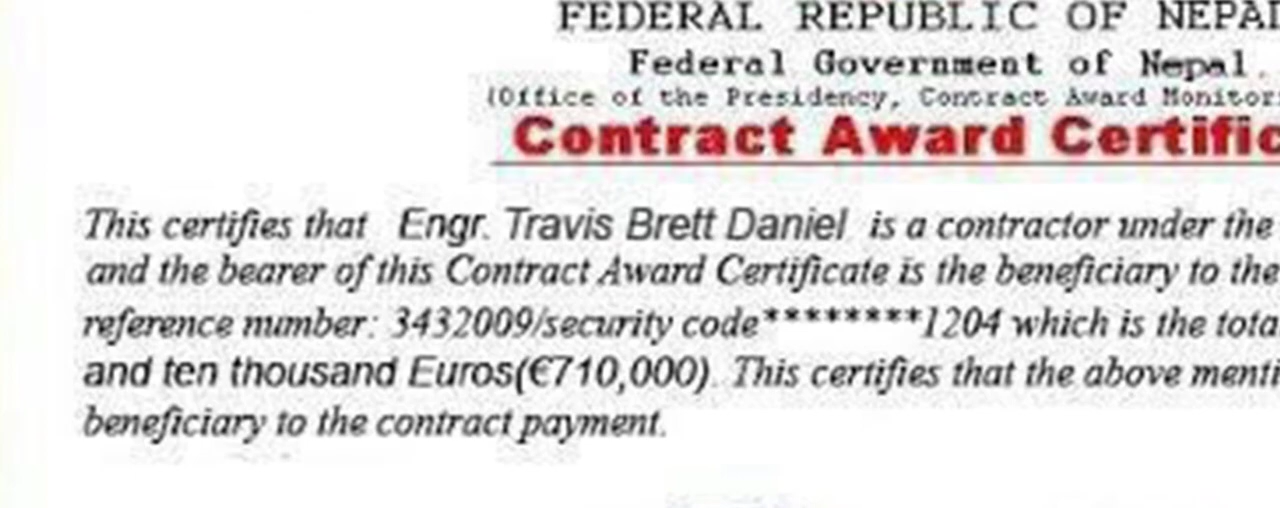 FEDERAL REPUBLIC OF NEPAL
Federal Government of Nepal.
(Office of the Presidency, Contract Award Monitor
Contract Award Certific
This certifies that Engr. Travis Brett Daniel is a contractor under the
and the bearer of this Contract Award Certificate is the beneficiary to the
reference number: 3432009/security code********1204 which is the tota
and ten thousand Euros(€710,000). This certifies that the above menti
beneficiary to the contract payment.